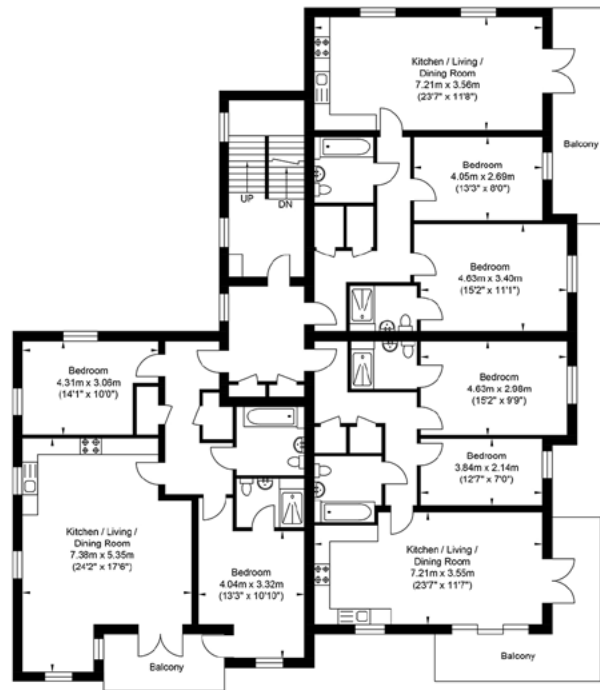 Kitchen / Living /
Dining Room
7.21m x 3.56m
(23'7" x 11'8")
Balcony
Bedroom
4.05m x 2.69m
(13'3" x 8'0")
UP
DN
Bedroom
4.63m x 3.40m
(15'2" x 11'1")
Bedroom
4.31m x 3.06m
(14'1" x 10'0")
Bedroom
4.63m x 2.98m
(15'2" x 9'9")
Bedroom
3.84m x 2.14m
(12'7" x 7'0")
Kitchen / Living /
Dining Room
7.38m x 5.35m
(24'2" x 17'6")
Kitchen / Living /
Dining Room
7.21m x 3.55m
(23'7" x 11'7")
Bedroom
4.04m x 3.32m
(13'3" x 10'10")
Balcony
Balcony